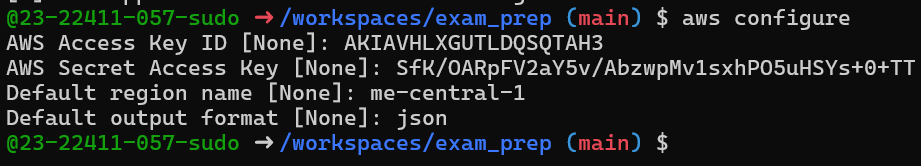 @23-22411-057-sudo ➜ /workspaces/exam_prep (main) $ aws configure
AWS Access Key ID [None]: AKIAVHLXGUTLDQSQTAH3
AWS Secret Access Key [None]: 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
Default region name [None]: me-central-1
Default output format [None]: json
@23-22411-057-sudo ➜ /workspaces/exam_prep (main) $